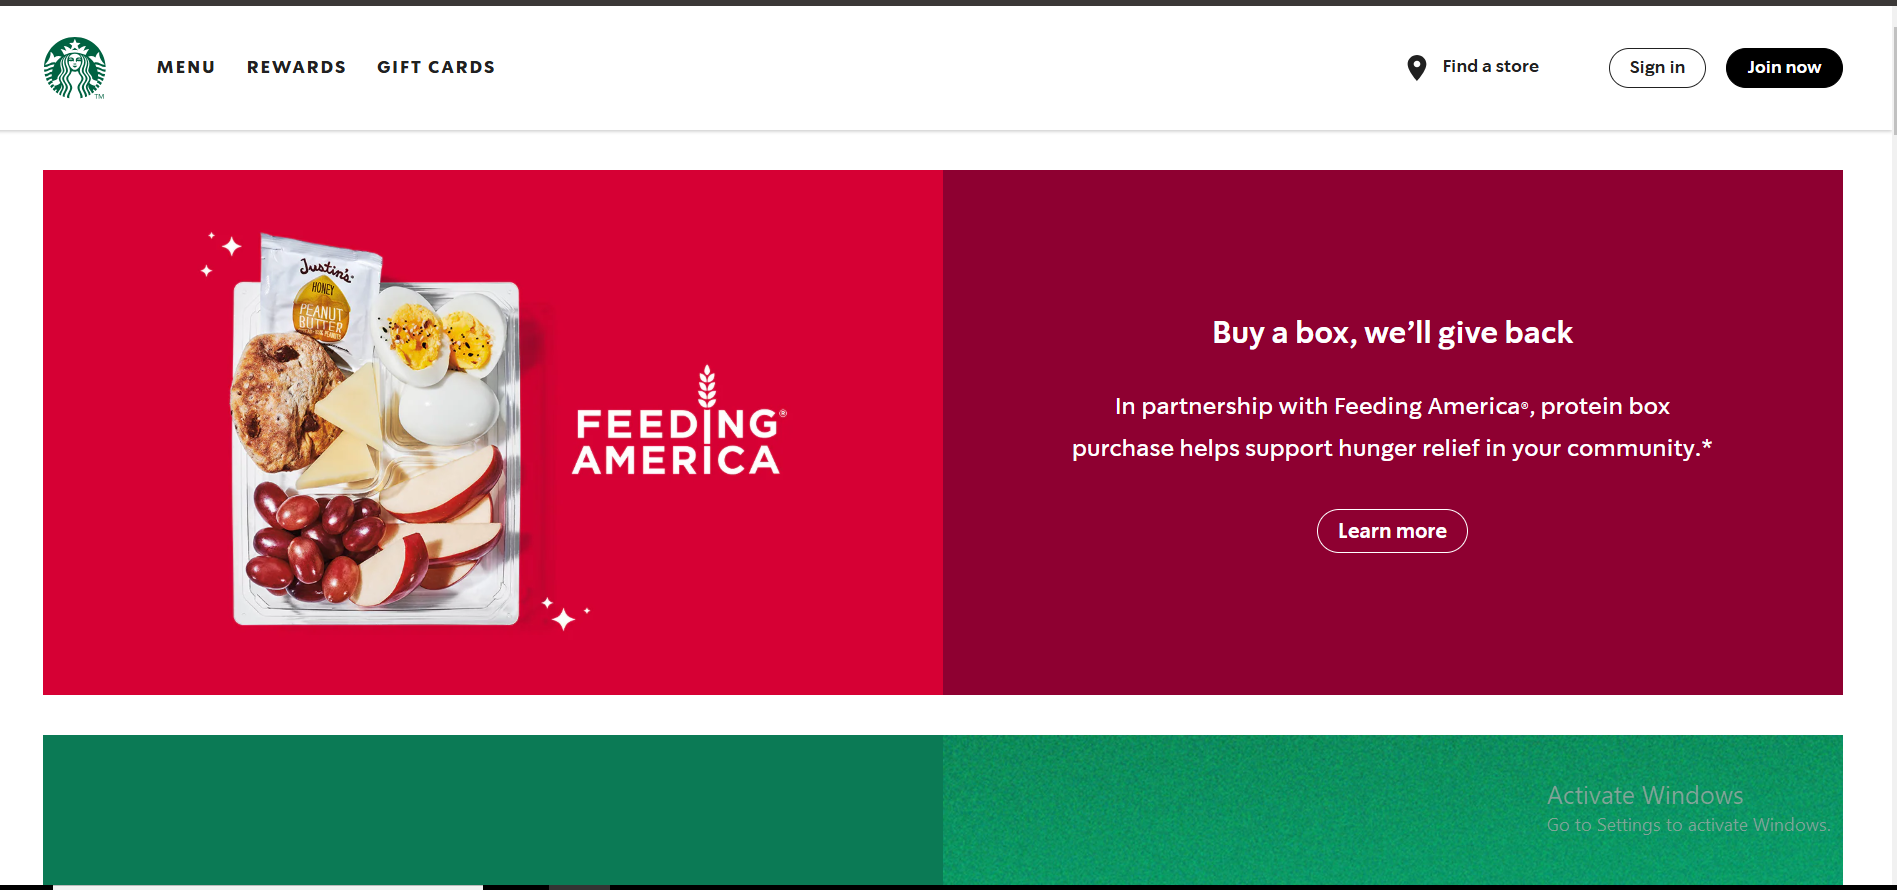 MENU REWARDS GIFT CARDS Find a store Sign in Join now
TM
Justin's
HONEY
PEANUT
BUTTER
FEEDING®
AMERICA
Buy a box, we’ll give back
In partnership with Feeding America®, protein box
purchase helps support hunger relief in your community.*
Learn more
Activate Windows
Go to Settings to activate Windows.